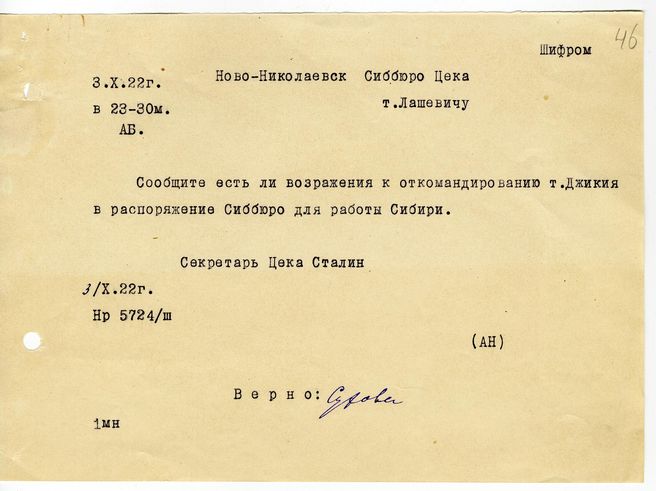 46
Шифром
3.X.22г.
Ново-Николаевск Сиббюро Цека
в 23-30м.
т.Лашевичу
АБ.
Сообщите есть ли возражения к откомандированию т.Джикия
в распоряжение Сиббюро для работы Сибири.
Секретарь Цека Сталин
3/X.22г.
Нр 5724/ш
(АН)
Верно:
1мн